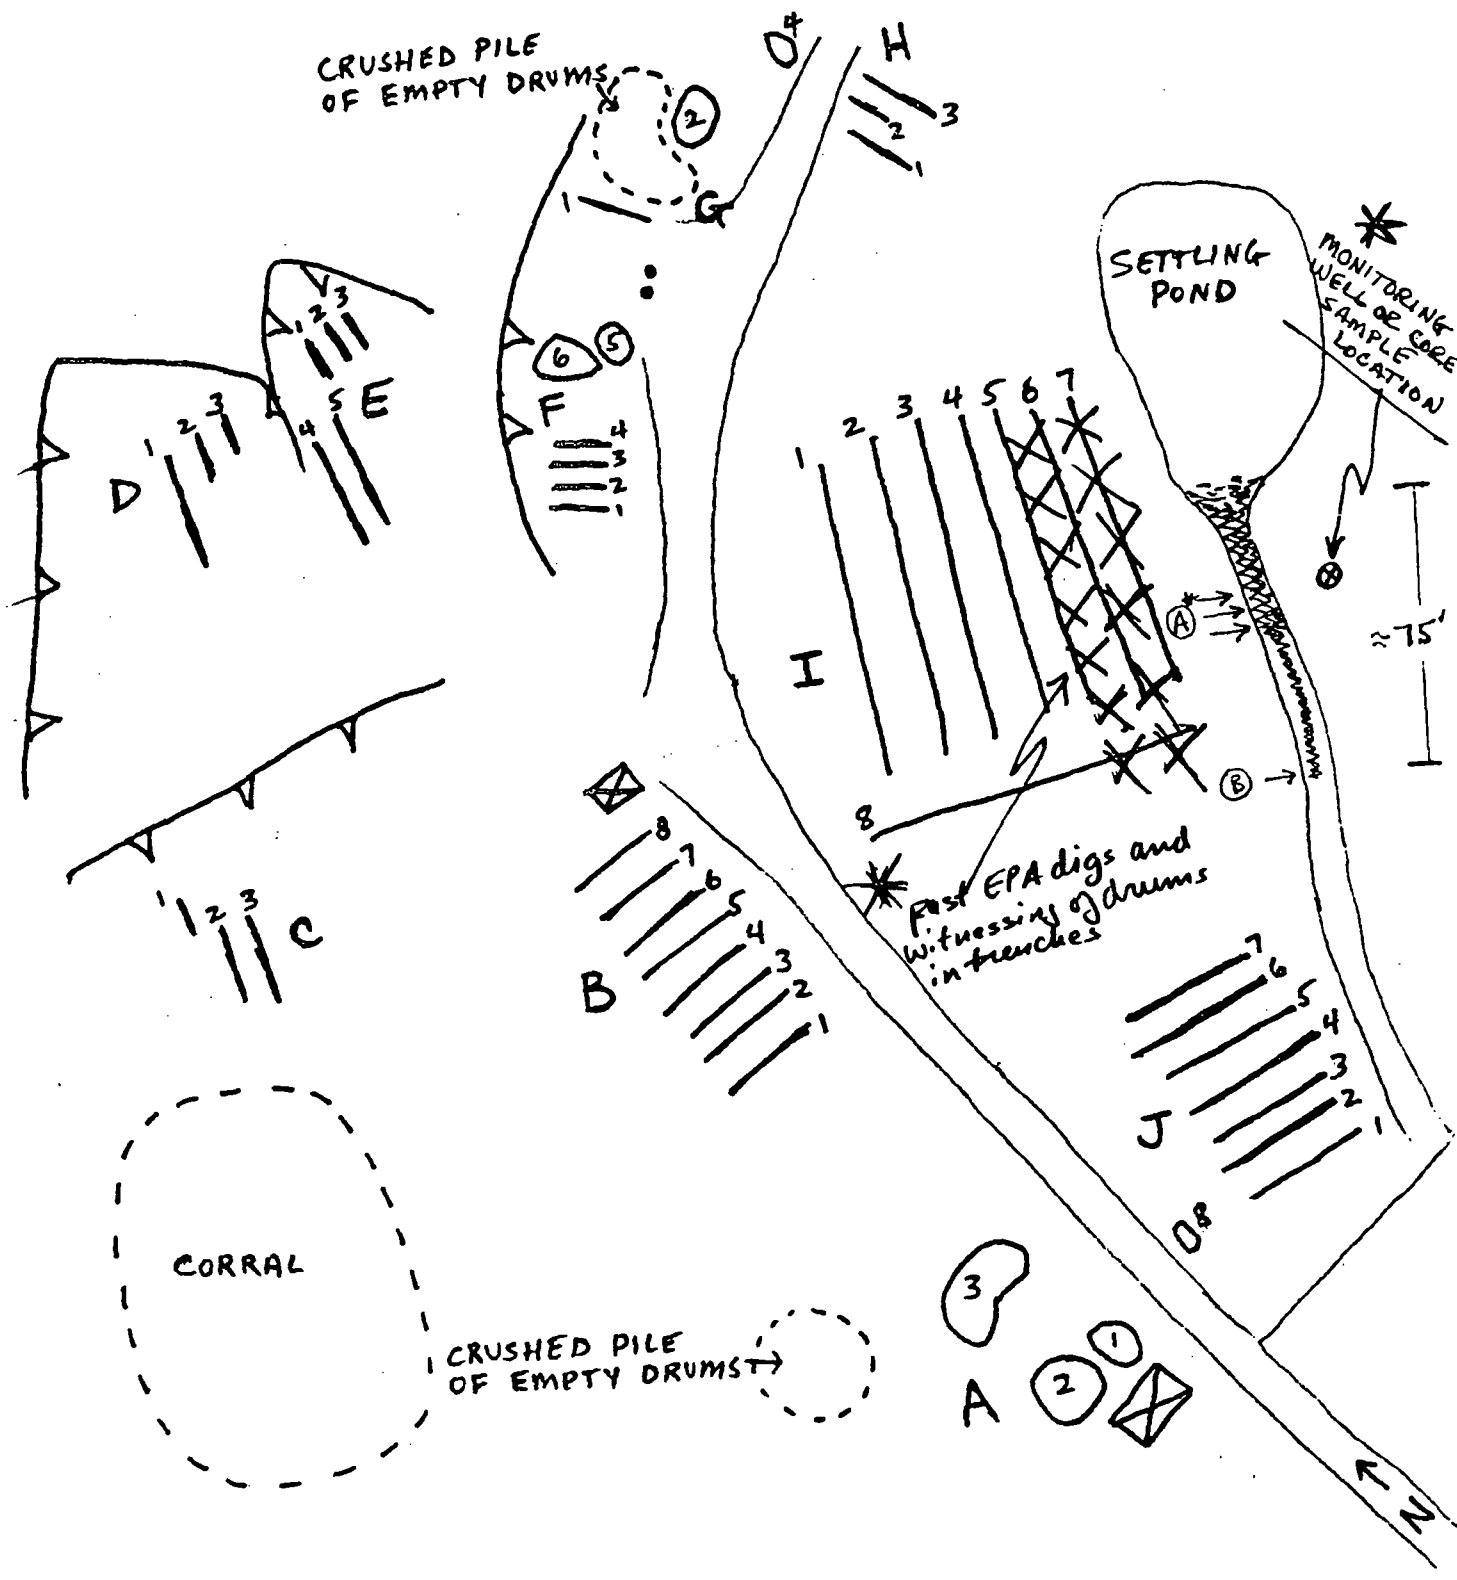 CRUSHED PILE
OF EMPTY DRUMS
2
4
H
3
2
1
1
G
SETTLING
POND
MONITORING
WELL OR CORE
SAMPLE
LOCATION
1
2
3
4
5
E
1
2
3
D
6
5
F
4
3
2
1
1
2
3
4
5
6
7
8
I
A
B
≈75'
Past EPA digs and
witnessing of drums
in trenches
8
7
6
5
4
3
2
1
B
1
2
3
C
7
6
5
4
3
2
1
J
8
CORRAL
CRUSHED PILE
OF EMPTY DRUMS
3
1
2
A
N